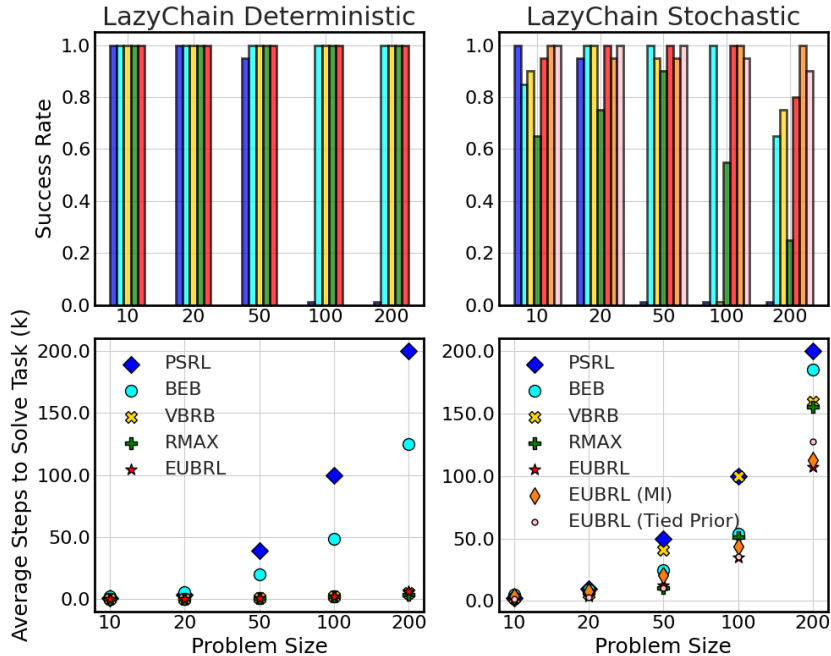 LazyChain Deterministic
LazyChain Stochastic
Success Rate
1.0
0.8
0.6
0.4
0.2
0.0
10 20 50 100 200
1.0
0.8
0.6
0.4
0.2
0.0
10 20 50 100 200
Average Steps to Solve Task (k)
200.0
150.0
100.0
50.0
0.0
PSRL
BEB
VBRB
RMAX
EUBRL
10 20 50 100 200
Problem Size
200.0
150.0
100.0
50.0
0.0
PSRL
BEB
VBRB
RMAX
EUBRL
EUBRL (MI)
EUBRL (Tied Prior)
10 20 50 100 200
Problem Size